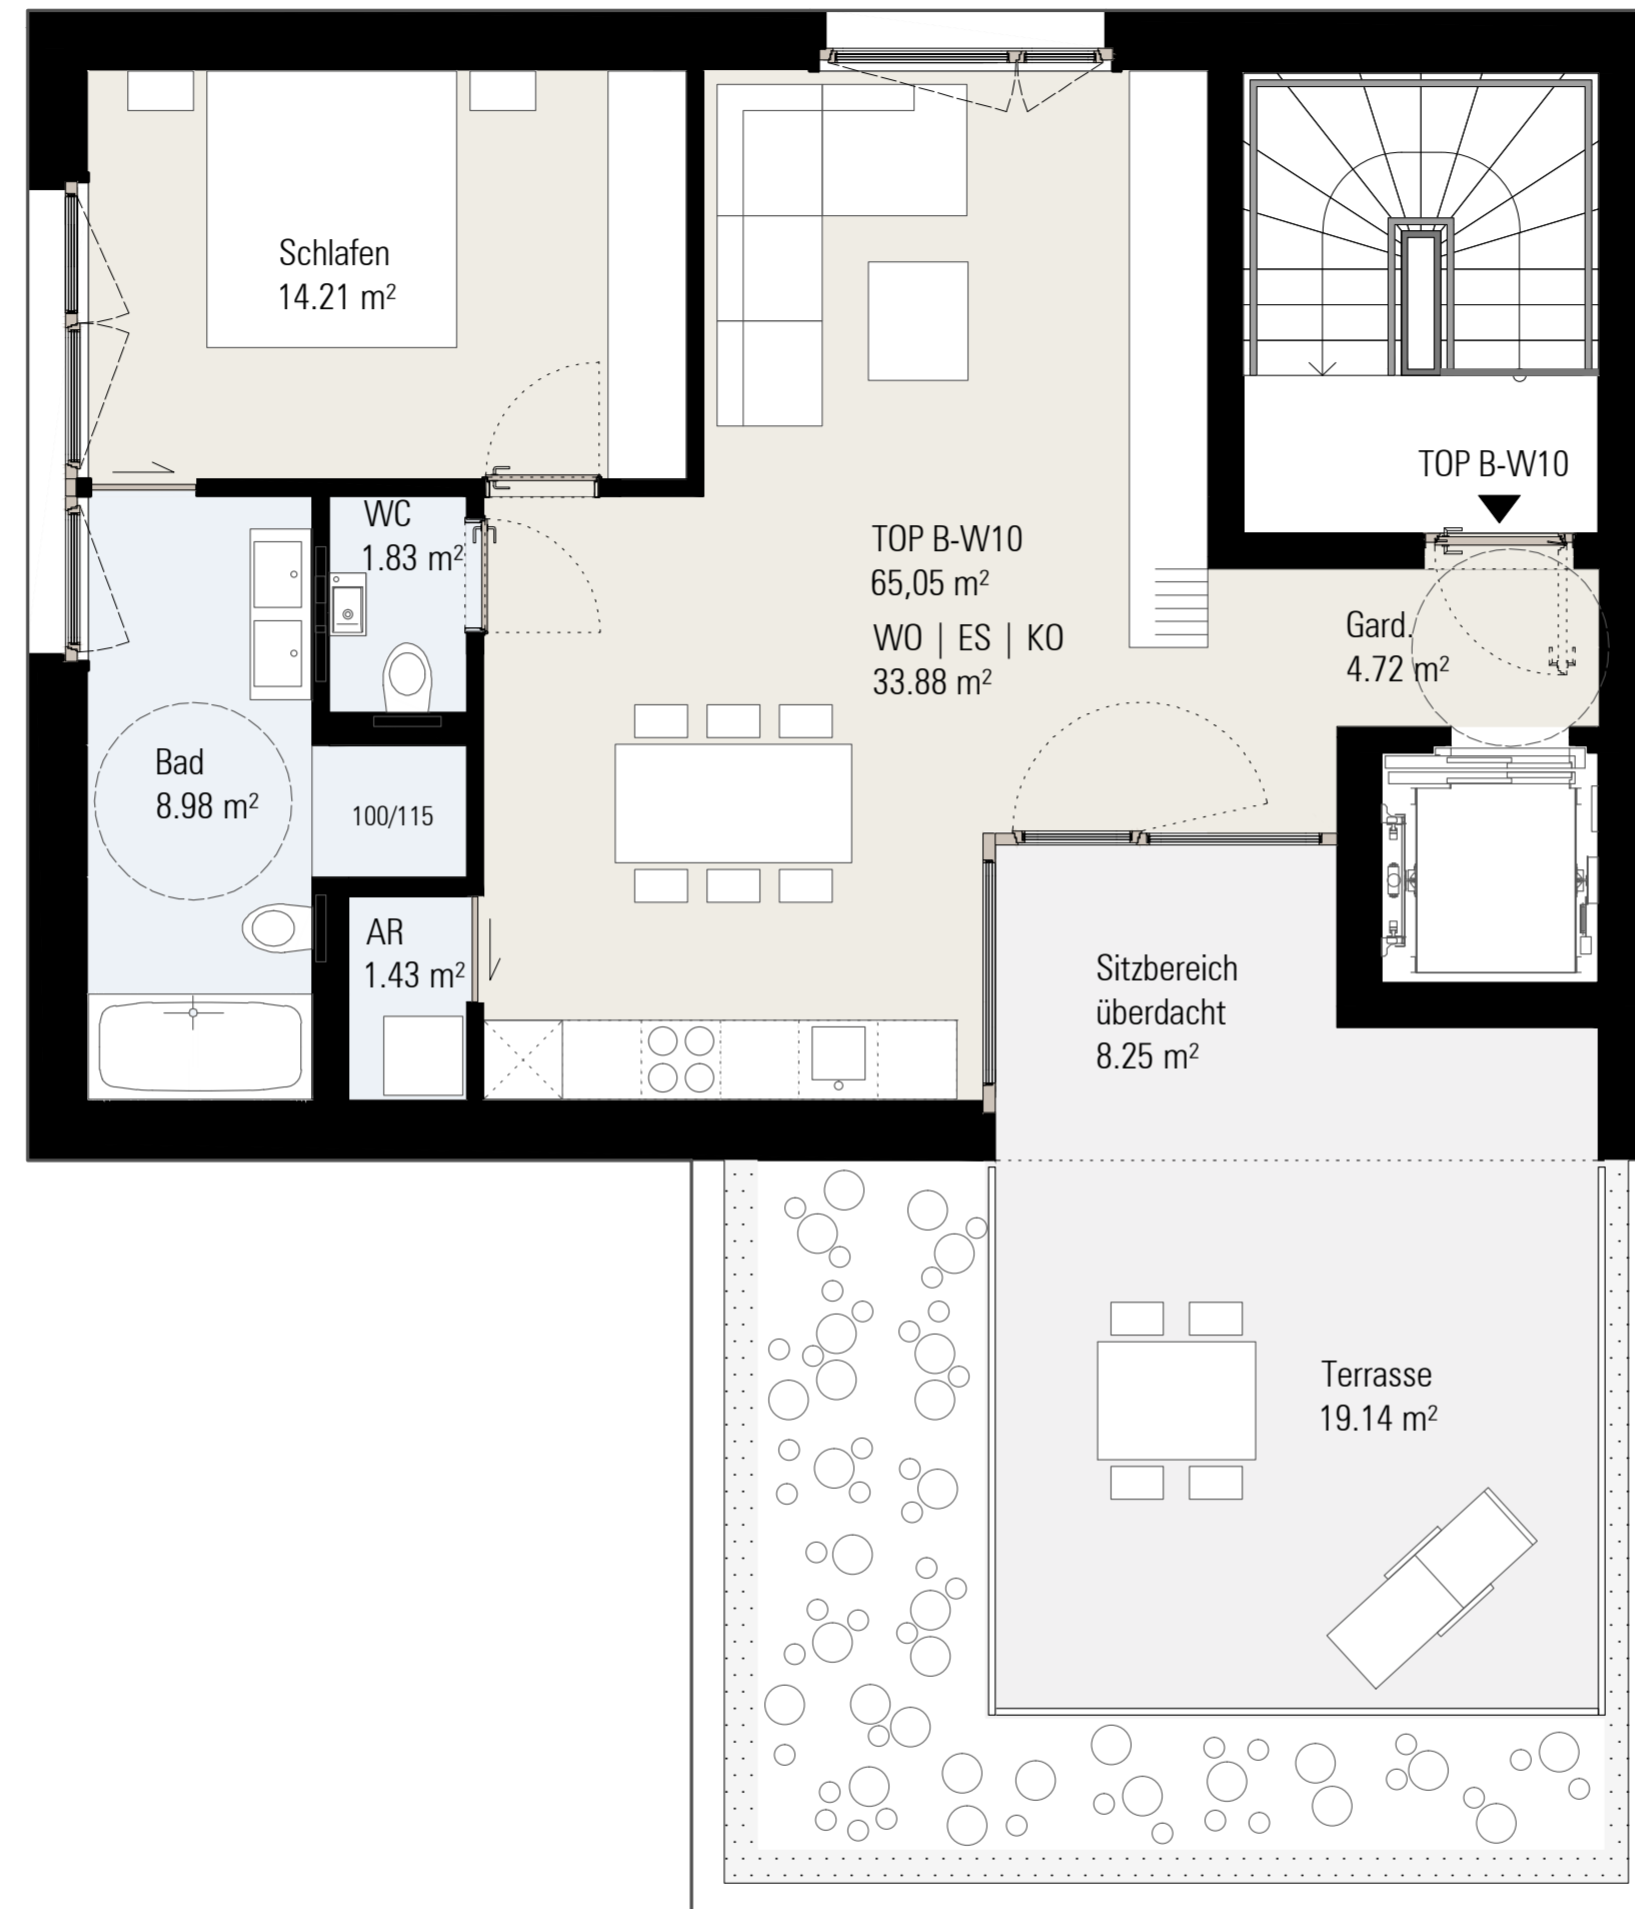 Schlafen
14.21 m²
TOP B-W10
WC
1.83 m²
TOP B-W10
65,05 m²
WO | ES | KO
33.88 m²
Gard.
4.72 m²
Bad
8.98 m²
100/115
AR
1.43 m²
Sitzbereich
überdacht
8.25 m²
Terrasse
19.14 m²